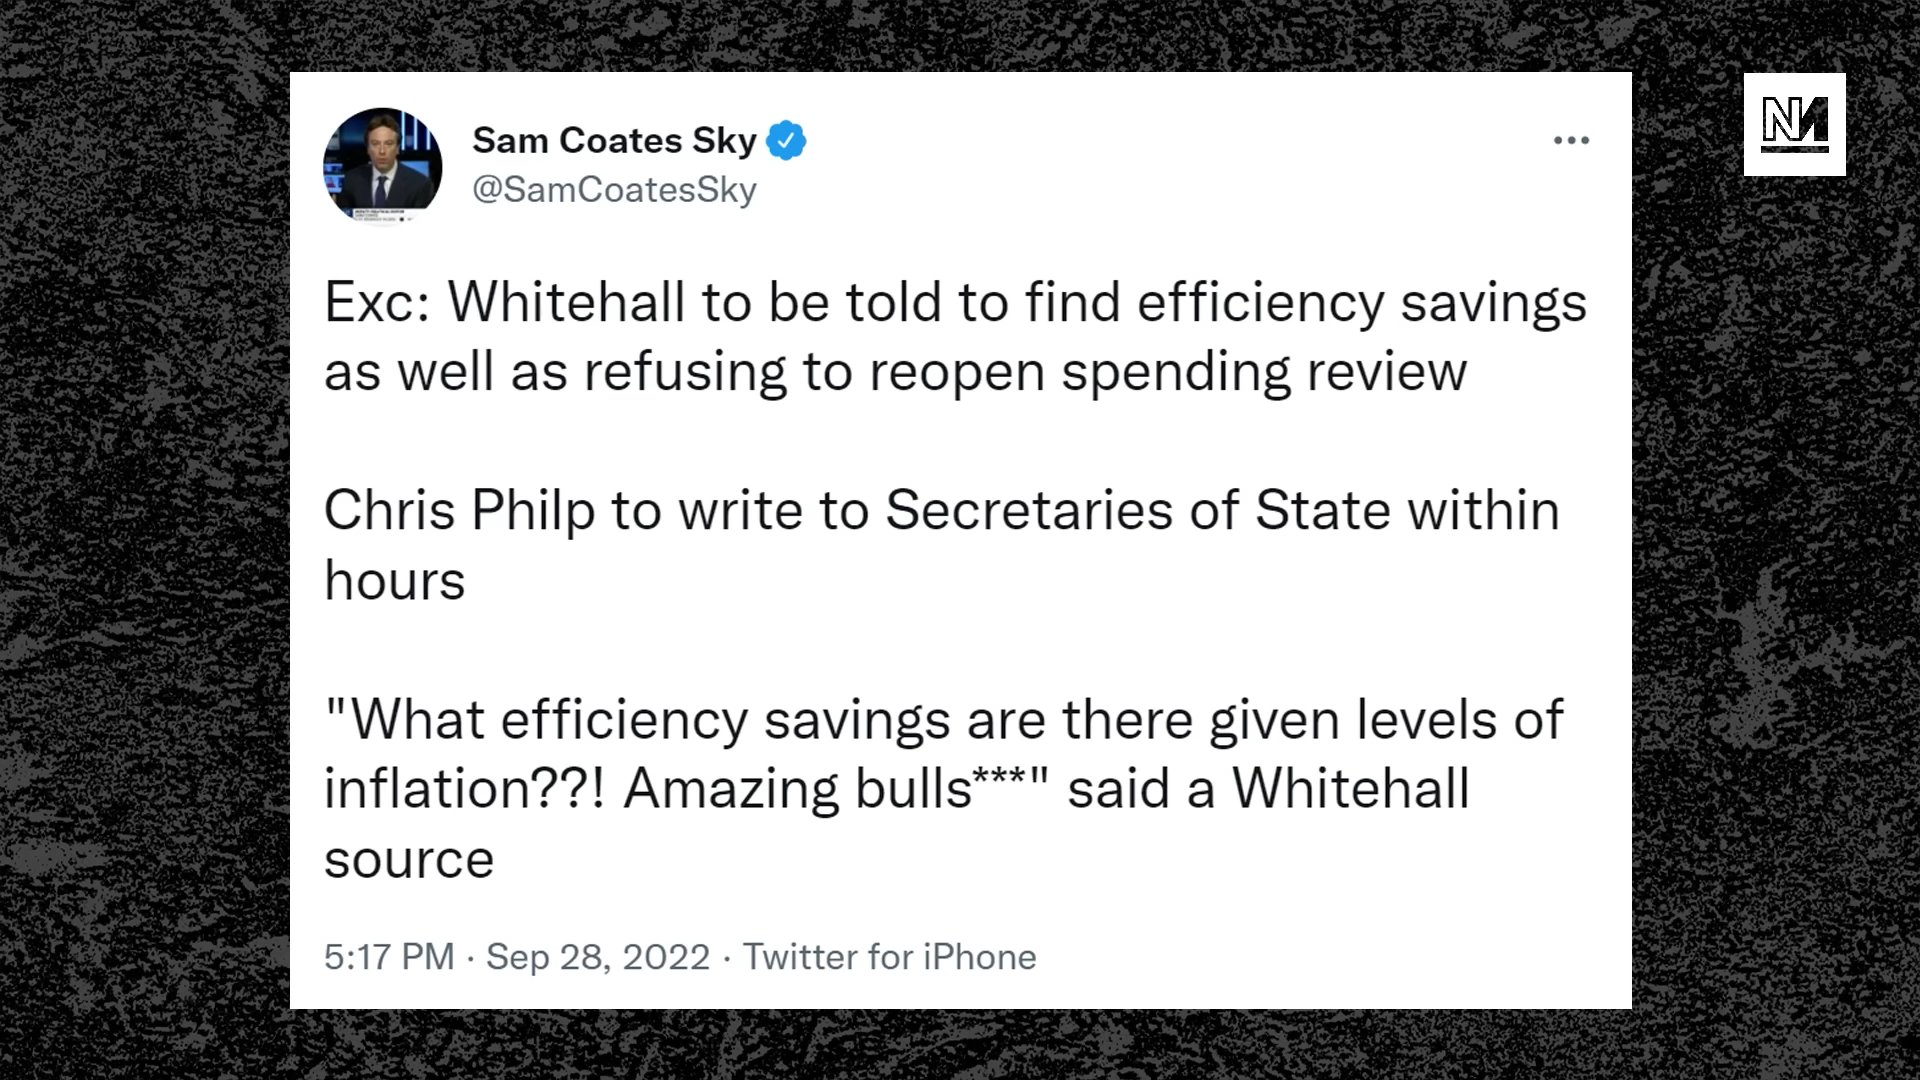 NM
Sam Coates Sky
@SamCoatesSky
Exc: Whitehall to be told to find efficiency savings
as well as refusing to reopen spending review
Chris Philp to write to Secretaries of State within
hours
"What efficiency savings are there given levels of
inflation??! Amazing bulls***" said a Whitehall
source
5:17 PM · Sep 28, 2022 · Twitter for iPhone